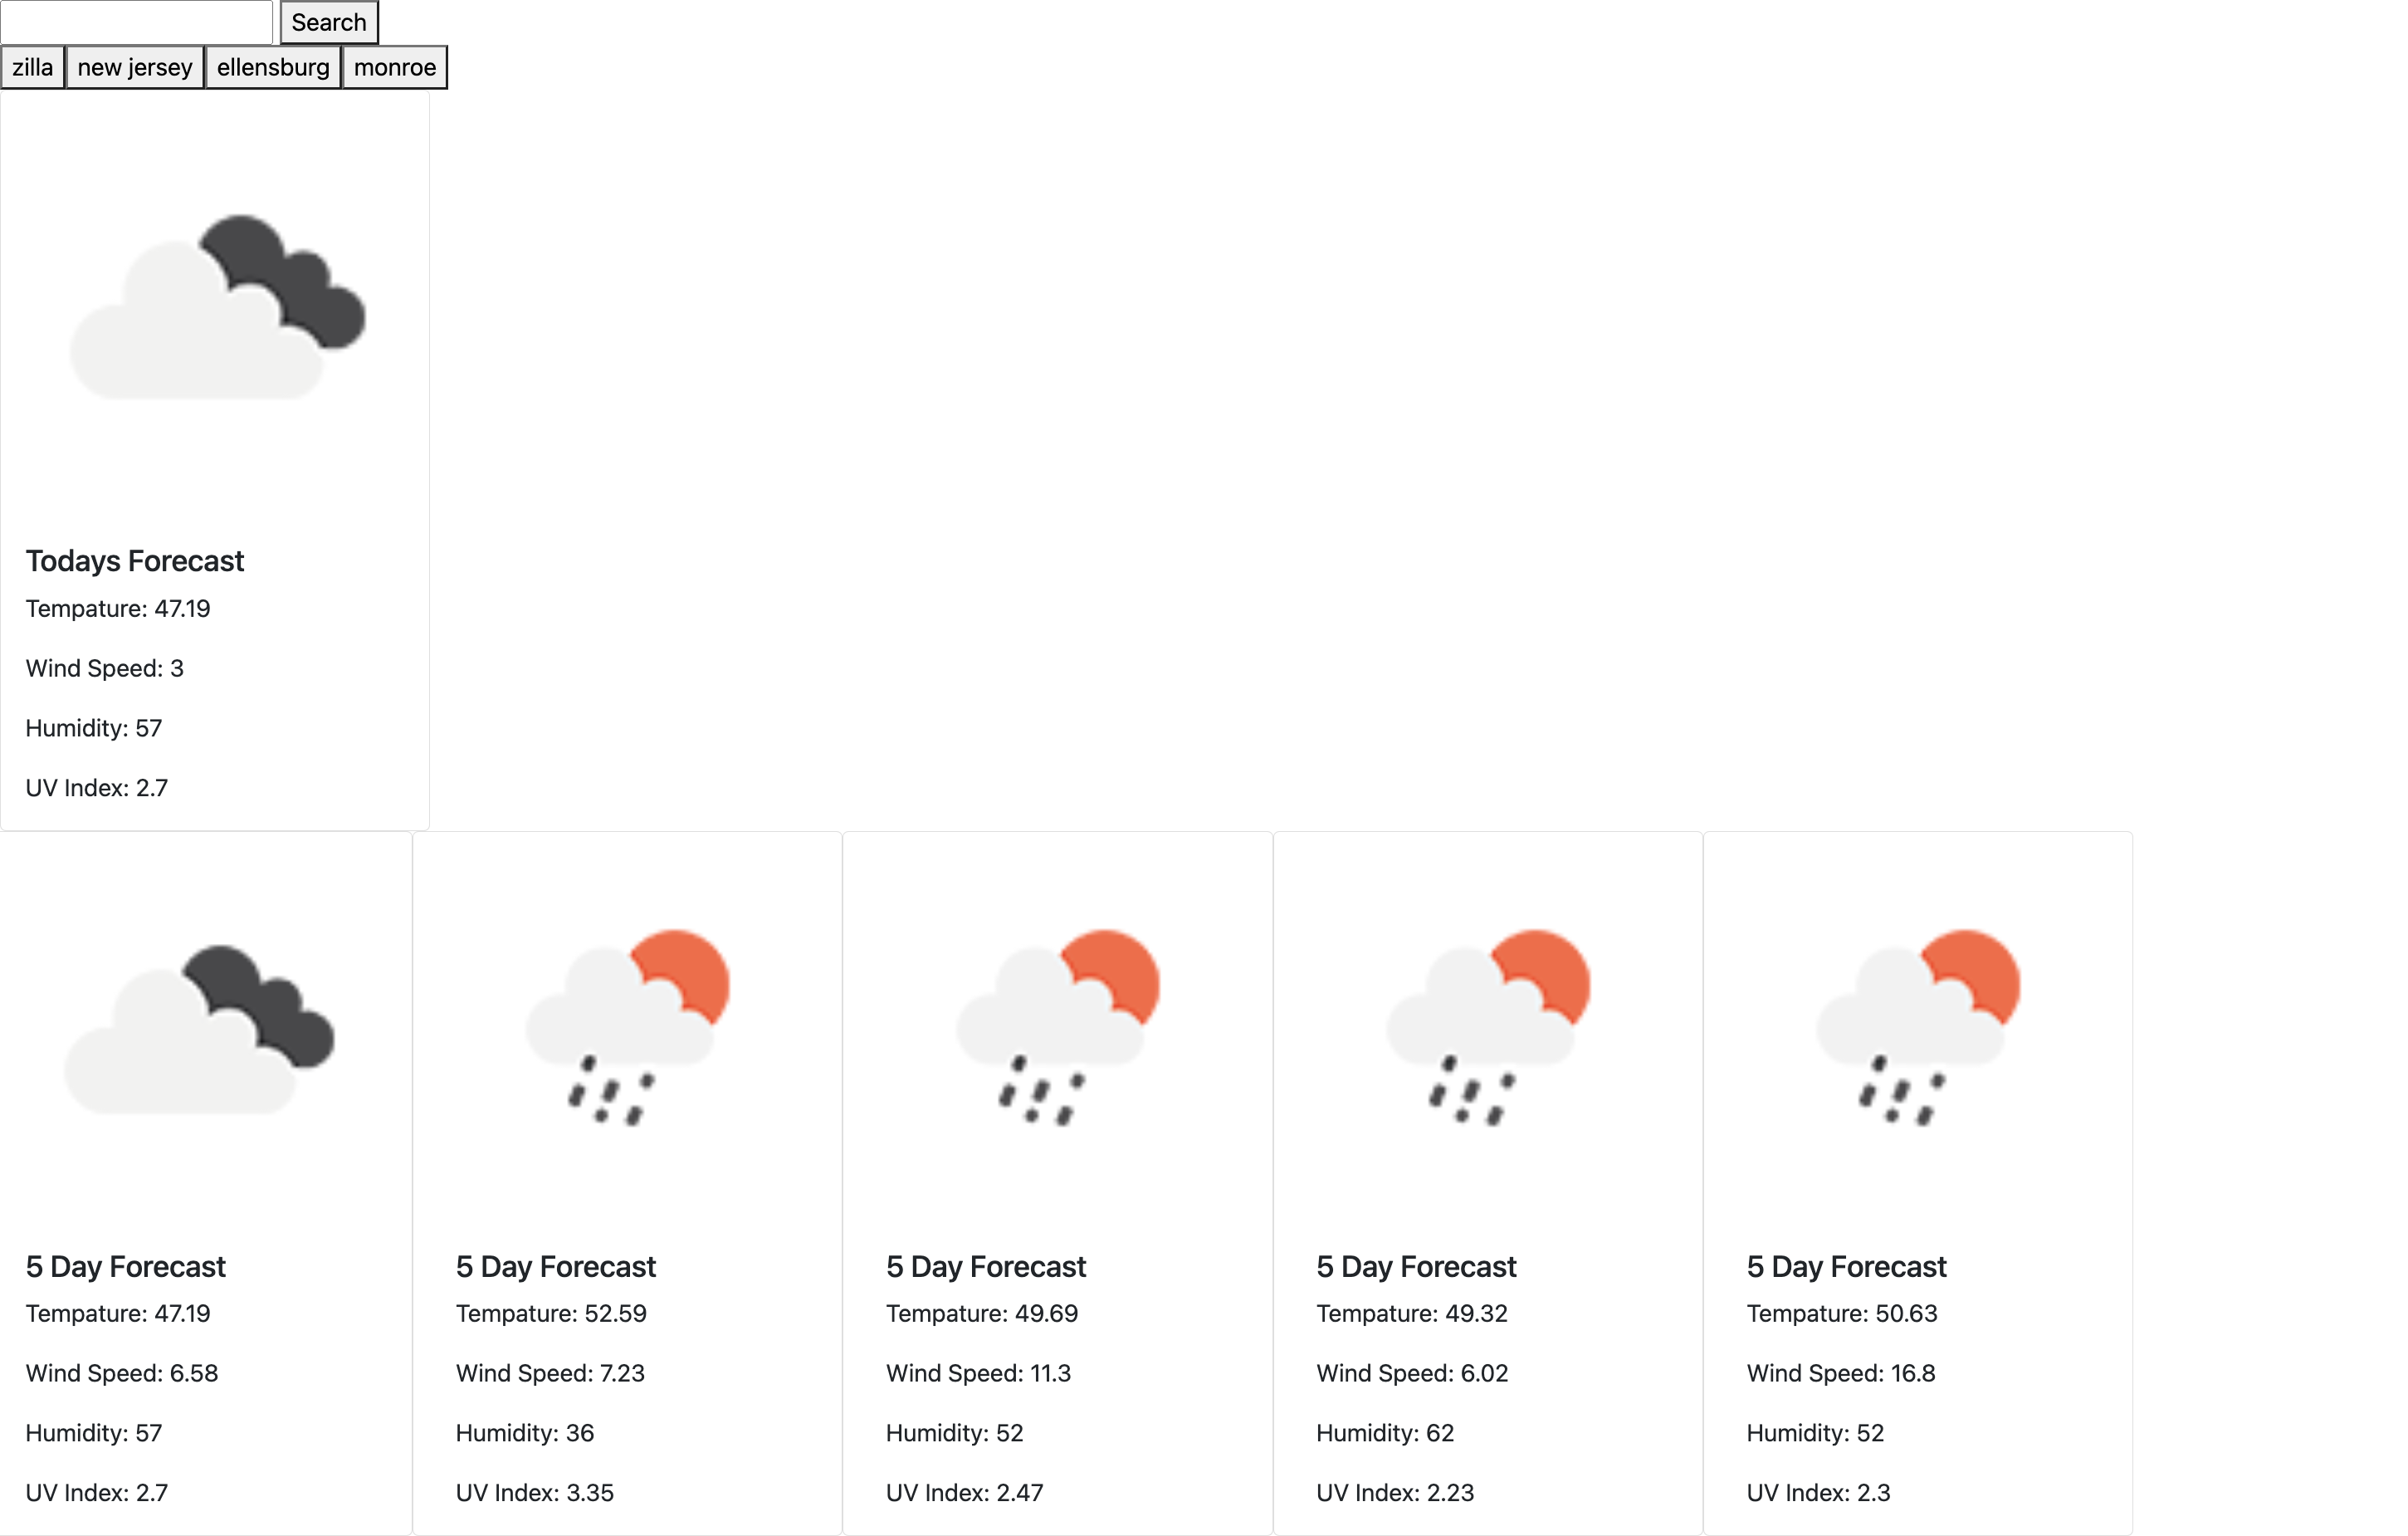 Search
zilla new jersey ellensburg monroe
Todays Forecast
Tempature: 47.19
Wind Speed: 3
Humidity: 57
UV Index: 2.7
5 Day Forecast
Tempature: 47.19
Wind Speed: 6.58
Humidity: 57
UV Index: 2.7
5 Day Forecast
Tempature: 52.59
Wind Speed: 7.23
Humidity: 36
UV Index: 3.35
5 Day Forecast
Tempature: 49.69
Wind Speed: 11.3
Humidity: 52
UV Index: 2.47
5 Day Forecast
Tempature: 49.32
Wind Speed: 6.02
Humidity: 62
UV Index: 2.23
5 Day Forecast
Tempature: 50.63
Wind Speed: 16.8
Humidity: 52
UV Index: 2.3